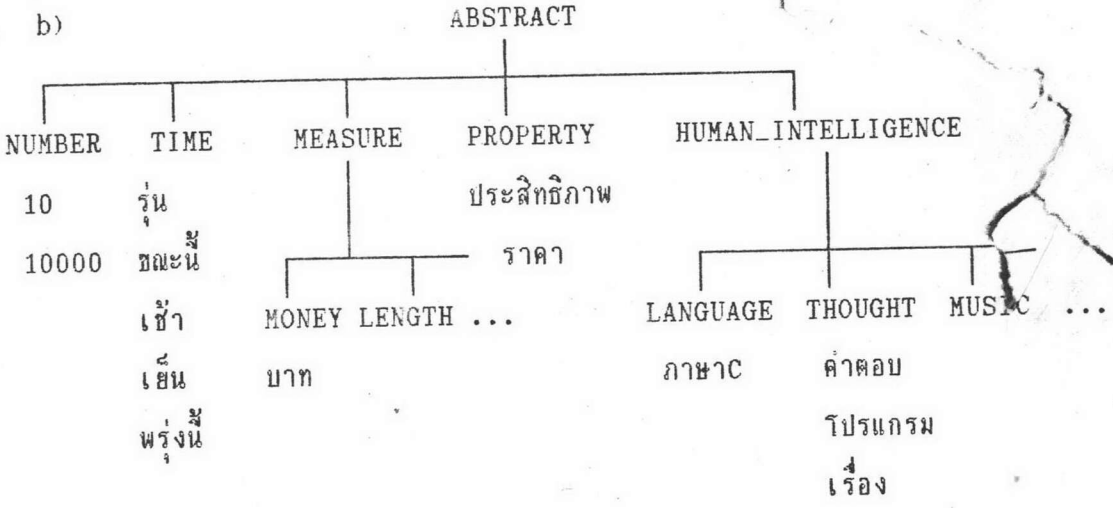 b)
ABSTRACT
NUMBER TIME MEASURE PROPERTY HUMAN_INTELLIGENCE
10 รุ่น ประสิทธิภาพ
10000 ขณะนี้ ราคา
เช้า MONEY LENGTH ... LANGUAGE THOUGHT MUSIC ...
เย็น บาท ภาษาC คำตอบ
พรุ่งนี้ โปรแกรม
เรื่อง